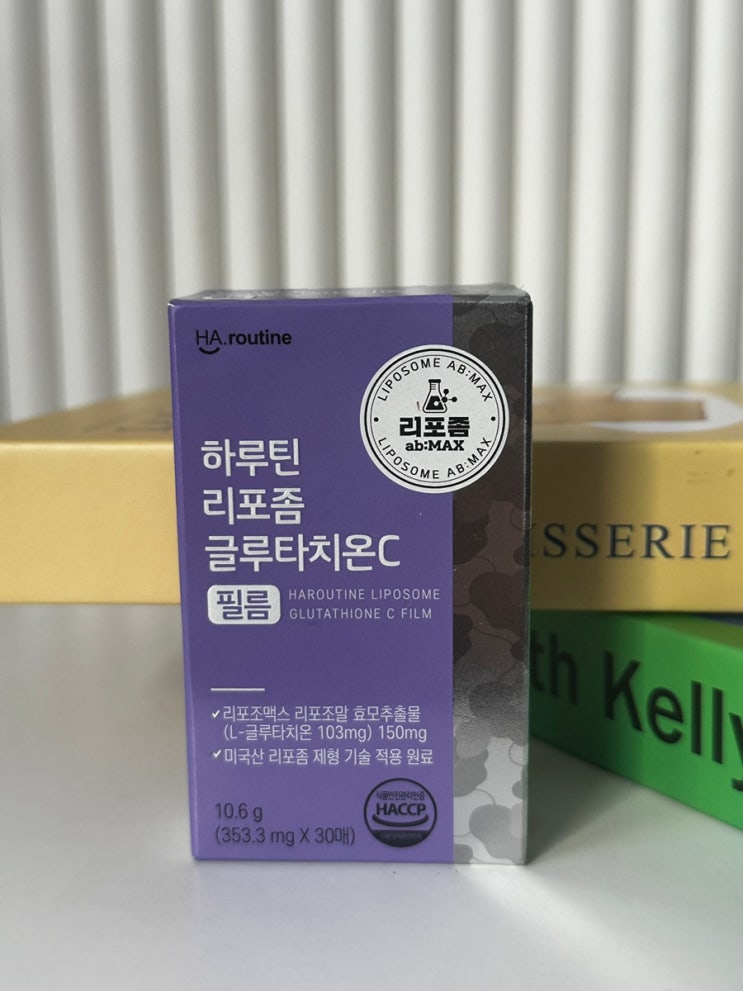 HA.routine
LIPOSOME AB:MAX
리포좀
ab:MAX
LIPOSOME AB:MAX
하루틴
리포좀
글루타치온C
필름
HAROUTINE LIPOSOME
GLUTATHIONE C FILM
리포조맥스 리포조말 효모추출물
(L-글루타치온 103mg) 150mg
미국산 리포좀 제형 기술 적용 원료
10.6 g
(353.3 mg X 30매)
식품안전관리인증
HACCP
SSERIE
th Kelly